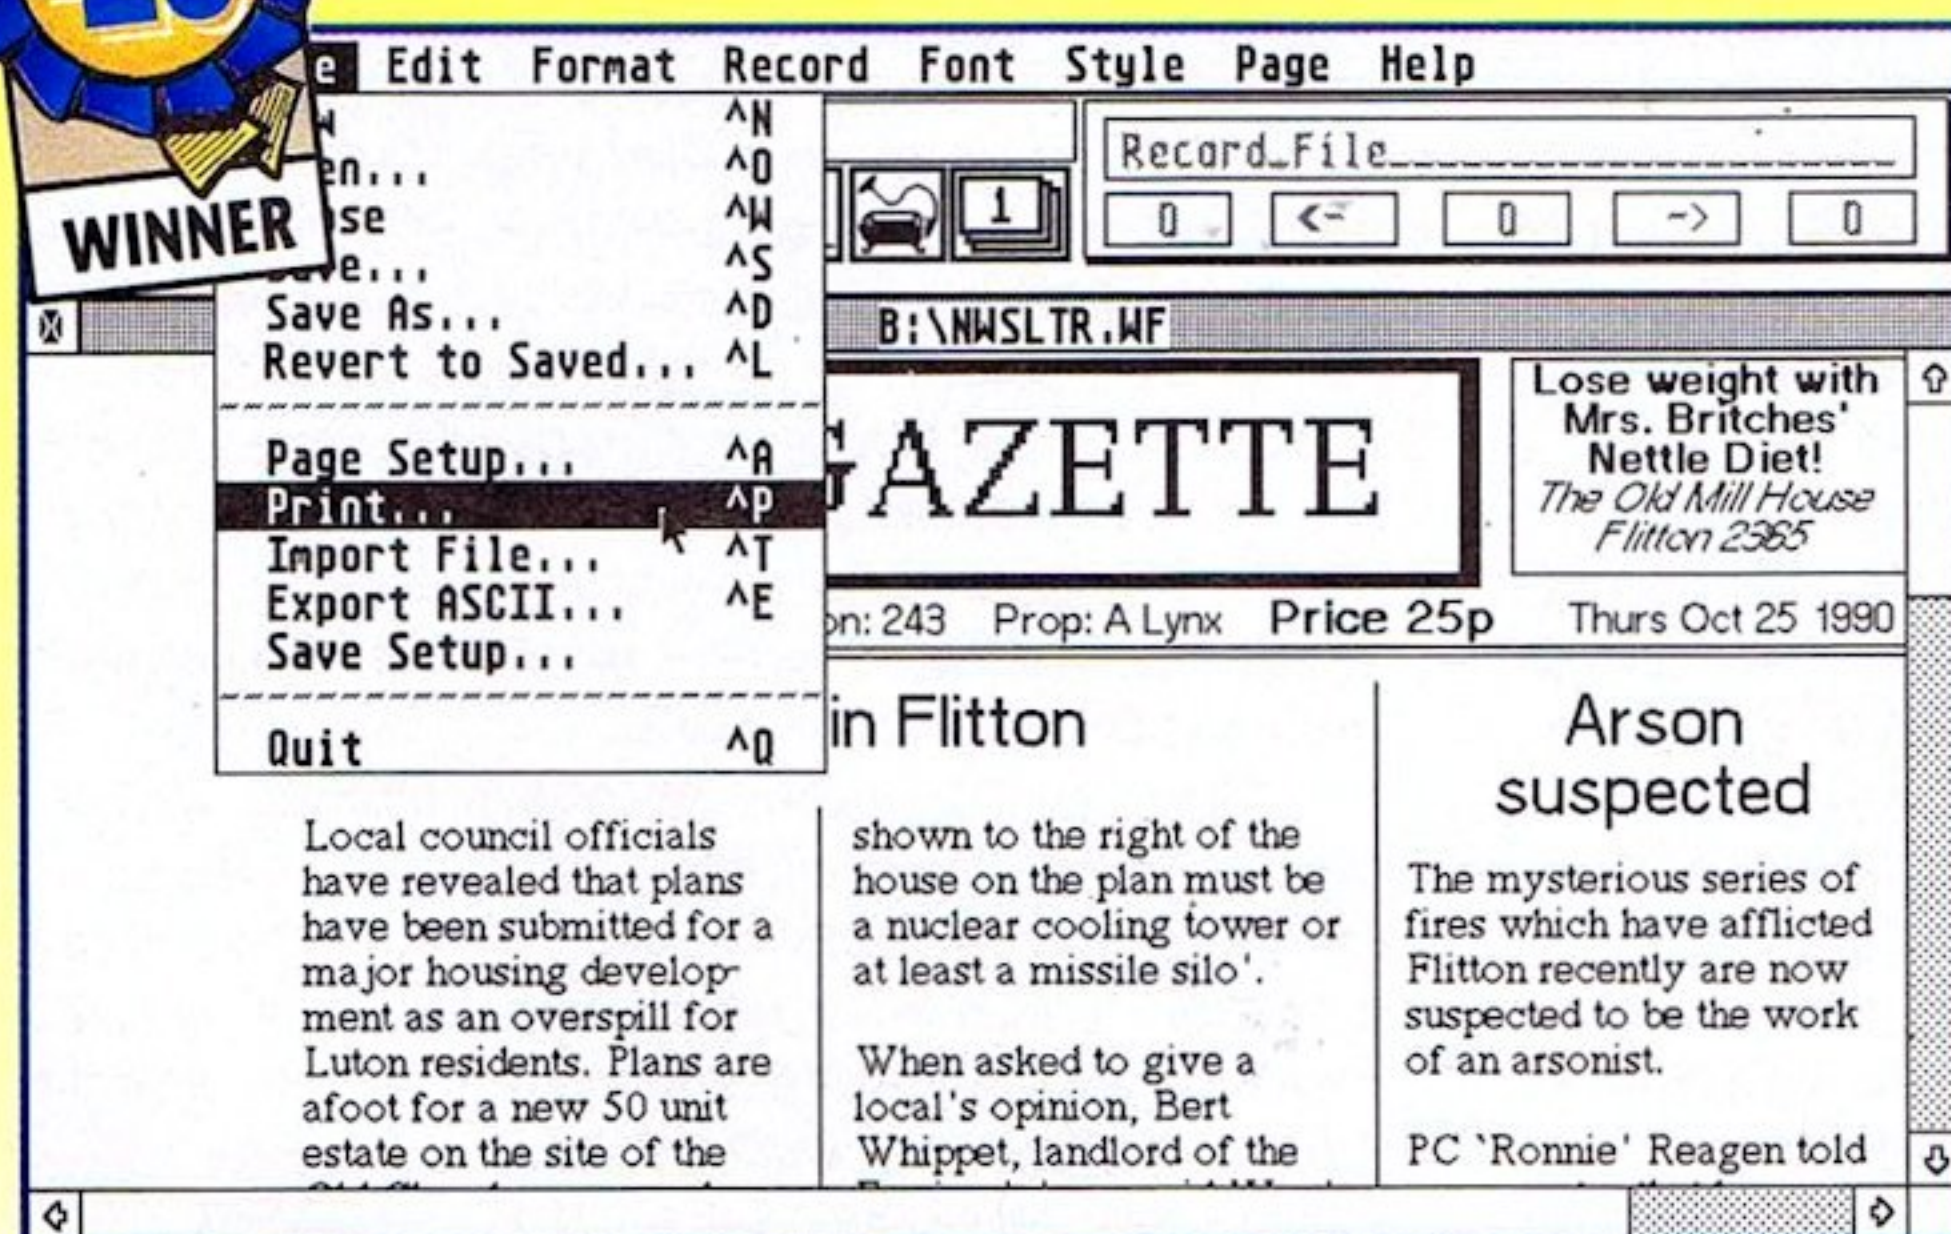 Edit Format Record Font Style Page Help
^N
^O
^W
^S
Save As... ^D
Revert to Saved... ^L
Page Setup... ^A
Print... ^P
Import File... ^T
Export ASCII... ^E
Save Setup...
Quit ^Q
WINNER
1
Record_File
0 <- 0 -> 0
B:\NWSLTR.WF
GAZETTE
Lose weight with
Mrs. Britches'
Nettle Diet!
The Old Mill House
Flitton 2365
243 Prop: A Lynx Price 25p Thurs Oct 25 1990
in Flitton
Local council officials
have revealed that plans
have been submitted for a
major housing develop-
ment as an overspill for
Luton residents. Plans are
afoot for a new 50 unit
estate on the site of the
shown to the right of the
house on the plan must be
a nuclear cooling tower or
at least a missile silo'.
When asked to give a
local's opinion, Bert
Whippet, landlord of the
Arson
suspected
The mysterious series of
fires which have afflicted
Flitton recently are now
suspected to be the work
of an arsonist.
PC `Ronnie' Reagen told